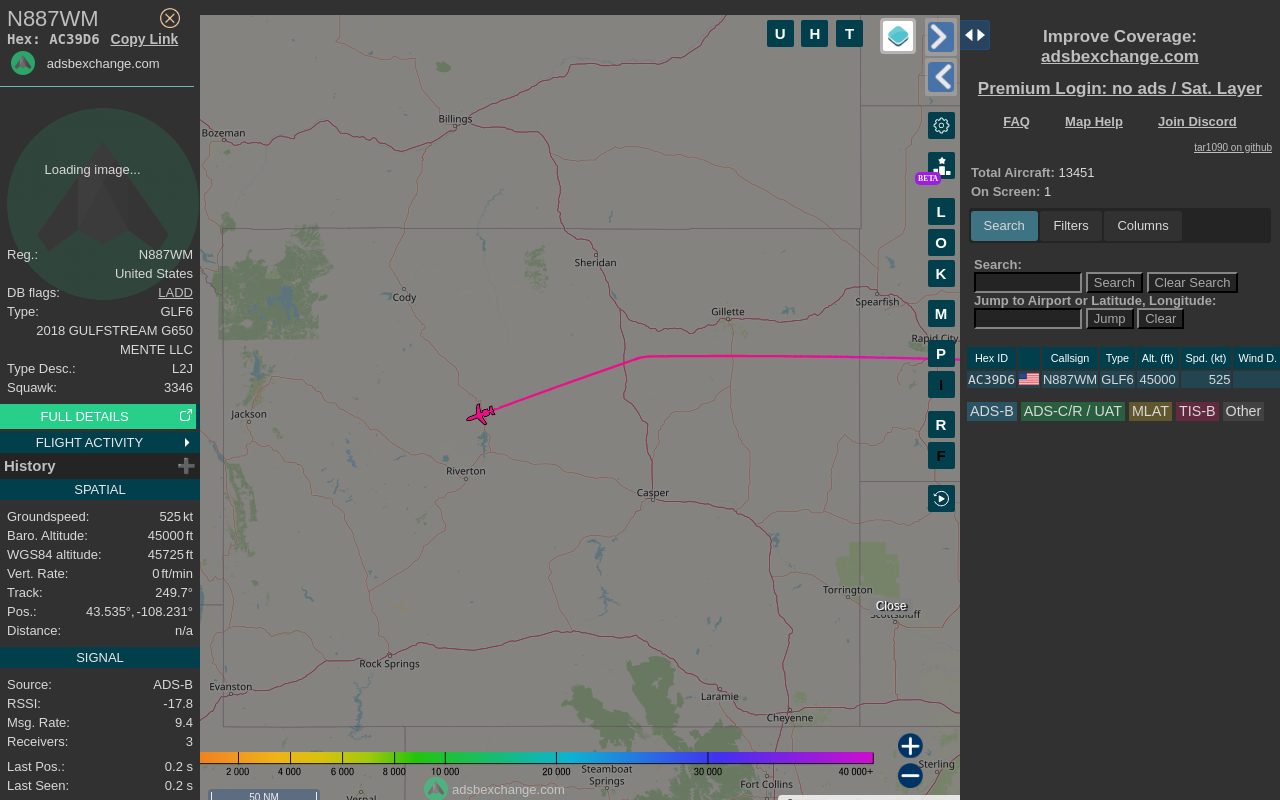 N887WM
Hex: AC39D6 Copy Link
adsbexchange.com
Loading image...
Reg.: N887WM
United States
DB flags: LADD
Type: GLF6
2018 GULFSTREAM G650
MENTE LLC
Type Desc.: L2J
Squawk: 3346
FULL DETAILS
FLIGHT ACTIVITY
History
SPATIAL
Groundspeed: 525 kt
Baro. Altitude: 45000 ft
WGS84 altitude: 45725 ft
Vert. Rate: 0 ft/min
Track: 249.7°
Pos.: 43.535°, -108.231°
Distance: n/a
SIGNAL
Source: ADS-B
RSSI: -17.8
Msg. Rate: 9.4
Receivers: 3
Last Pos.: 0.2 s
Last Seen: 0.2 s
U H T
Billings
Bozeman
BETA
L
O
K
M
P
I
R
F
Sheridan
Cody
Spearfish
Gillette
Rapid City
Jackson
Riverton
Casper
Torrington
Close
Scottsbluff
Rock Springs
Evanston
Laramie
Cheyenne
2 000 4 000 6 000 8 000 10 000 20 000 30 000 40 000+
Steamboat
Springs
Sterling
Fort Collins
adsbexchange.com
50 NM
Vernal
Improve Coverage:
adsbexchange.com
Premium Login: no ads / Sat. Layer
FAQ Map Help Join Discord
tar1090 on github
Total Aircraft: 13451
On Screen: 1
Search Filters Columns
Search:
Search Clear Search
Jump to Airport or Latitude, Longitude:
Jump Clear
Hex ID Callsign Type Alt. (ft) Spd. (kt) Wind D.
AC39D6 N887WM GLF6 45000 525
ADS-B ADS-C/R / UAT MLAT TIS-B Other